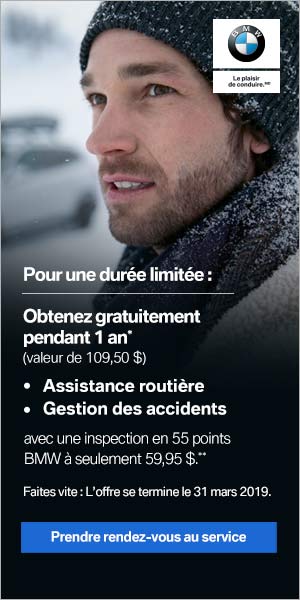 BMW
Le plaisir
de conduire.MD
Pour une durée limitée :
Obtenez gratuitement
pendant 1 an*
(valeur de 109,50 $)
• Assistance routière
• Gestion des accidents
avec une inspection en 55 points
BMW à seulement 59,95 $.**
Faites vite : L'offre se termine le 31 mars 2019.
Prendre rendez-vous au service